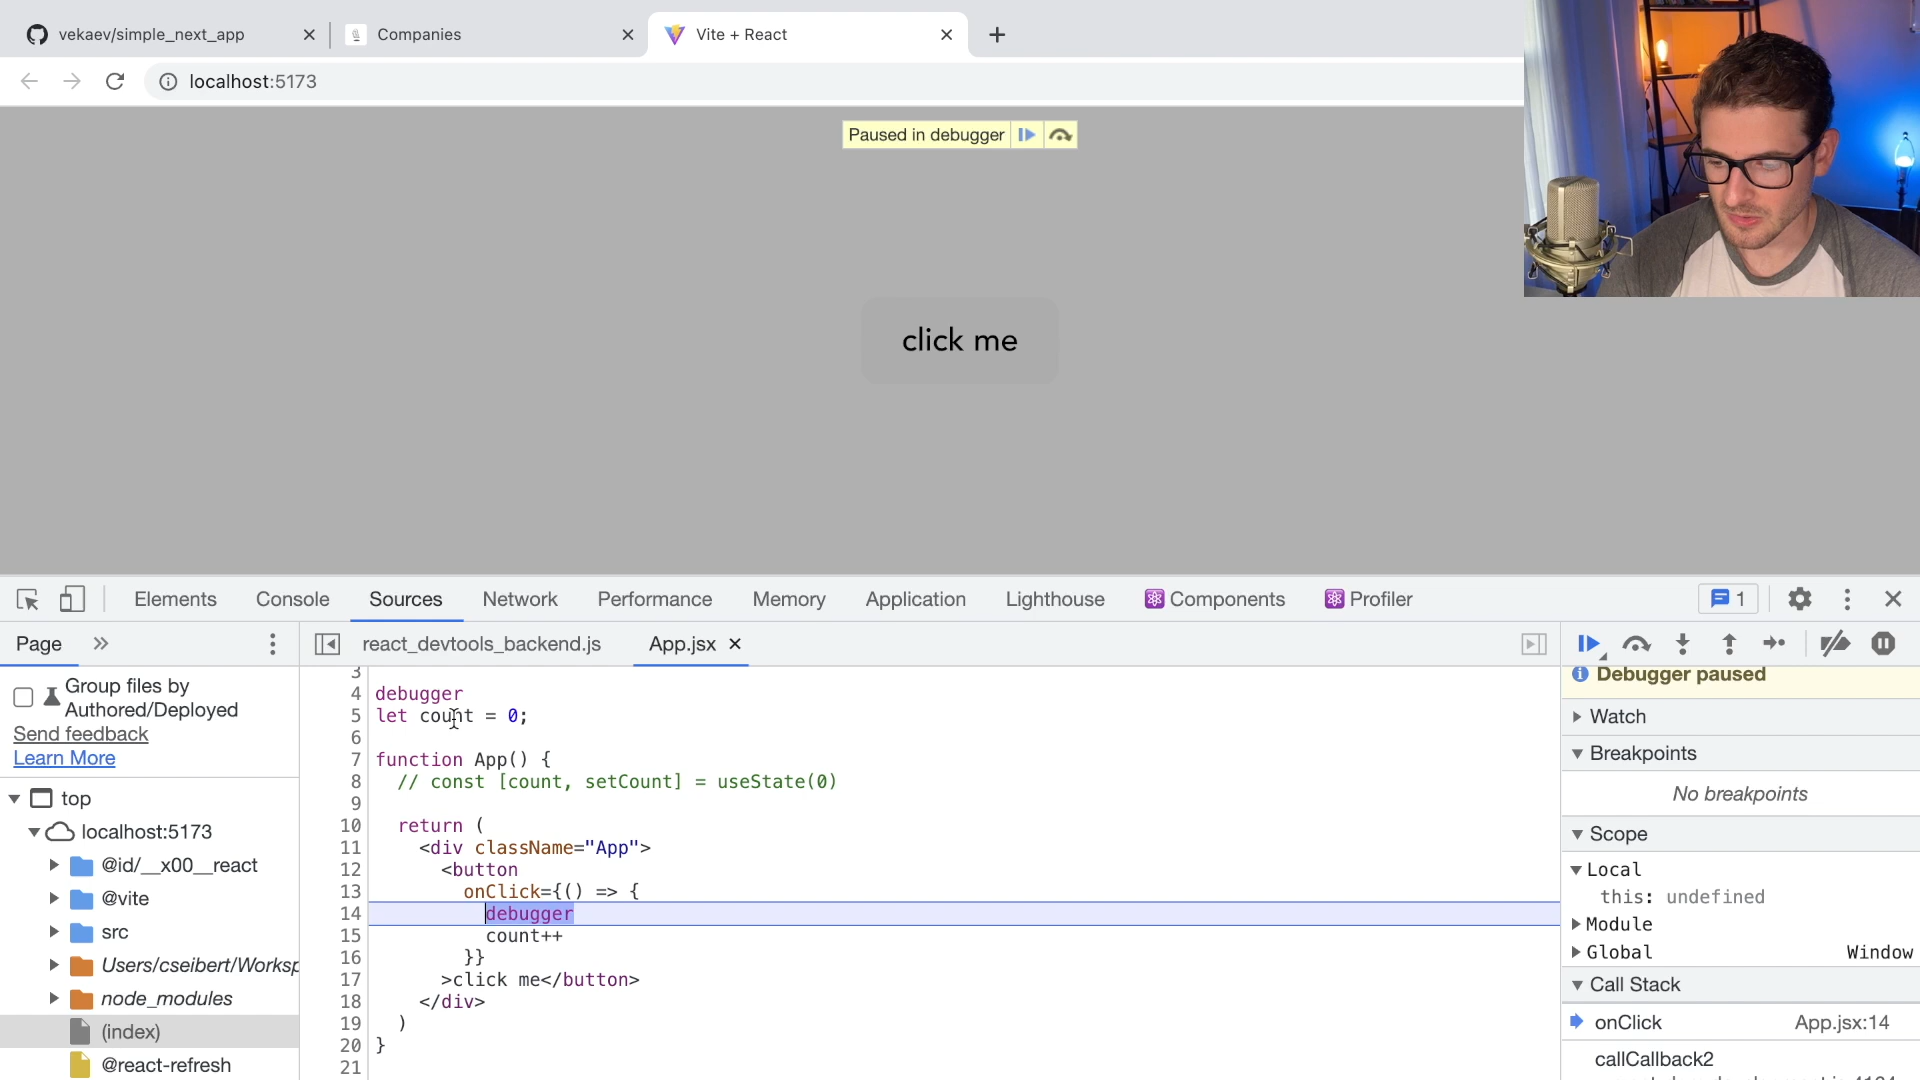 vekaev/simple_next_app
Companies
Vite + React
localhost:5173
Paused in debugger
click me
Elements
Console
Sources
Network
Performance
Memory
Application
Lighthouse
Components
Profiler
1
Page
react_devtools_backend.js
App.jsx
Group files by
Authored/Deployed
Send feedback
Learn More
top
localhost:5173
@id/__x00__react
@vite
src
Users/cseibert/Worksp
node_modules
(index)
@react-refresh
3
4 debugger
5 let count = 0;
6
7 function App() {
8 // const [count, setCount] = useState(0)
9
10 return (
11 <div className="App">
12 <button
13 onClick={() => {
14 debugger
15 count++
16 }}
17 >click me</button>
18 </div>
19 )
20 }
21
Debugger paused
Watch
Breakpoints
No breakpoints
Scope
Local
this: undefined
Module
Global Window
Call Stack
onClick App.jsx:14
callCallback2